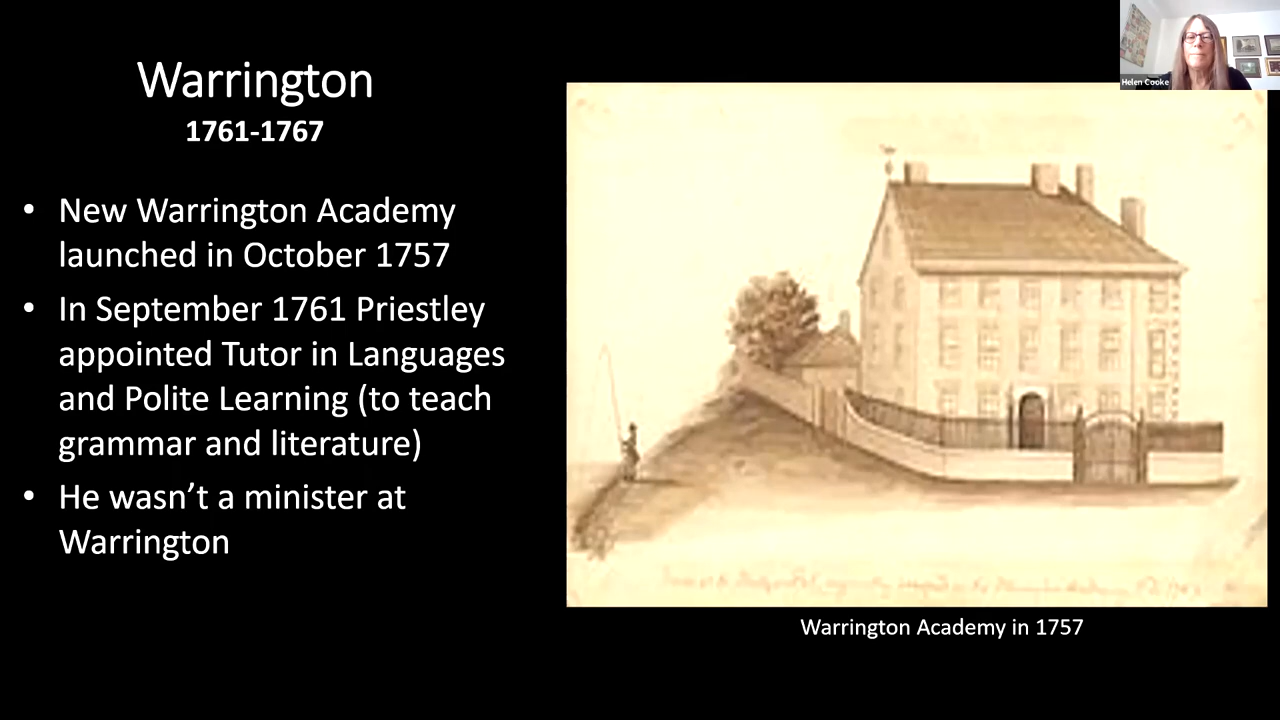 Warrington
1761-1767
• New Warrington Academy
launched in October 1757
• In September 1761 Priestley
appointed Tutor in Languages
and Polite Learning (to teach
grammar and literature)
• He wasn’t a minister at
Warrington
Helen Cooke
Warrington Academy in 1757